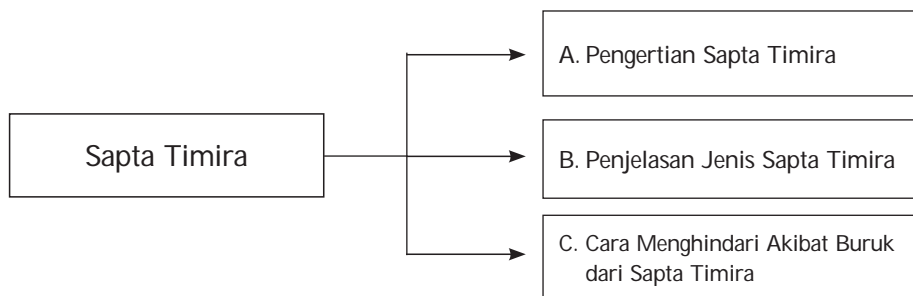 Sapta Timira
A. Pengertian Sapta Timira
B. Penjelasan Jenis Sapta Timira
C. Cara Menghindari Akibat Buruk
dari Sapta Timira